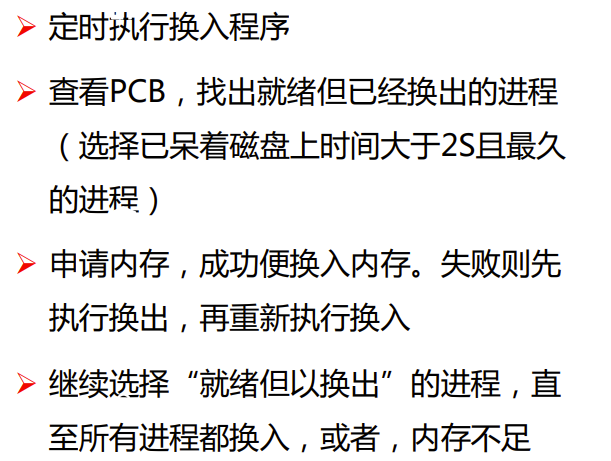 定时执行换入程序
查看PCB，找出就绪但已经换出的进程
（选择已呆着磁盘上时间大于2S且最久
的进程）
申请内存，成功便换入内存。失败则先
执行换出，再重新执行换入
继续选择“就绪但以换出”的进程，直
至所有进程都换入，或者，内存不足